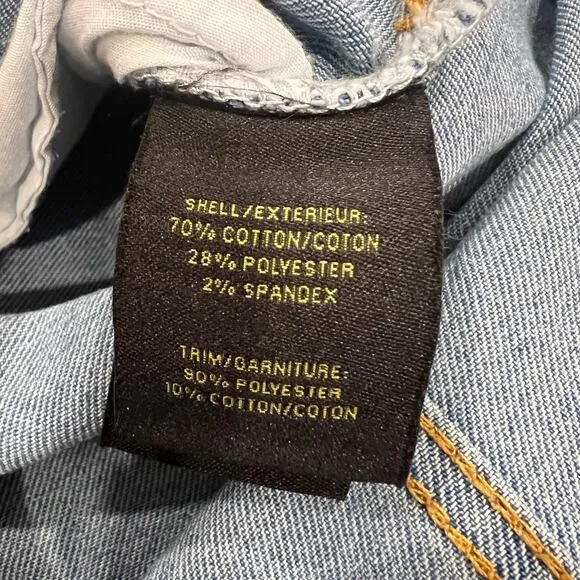 SHELL/EXTERIEUR:
70% COTTON/COTON
28% POLYESTER
2% SPANDEX
TRIM/GARNITURE:
90% POLYESTER
10% COTTON/COTON